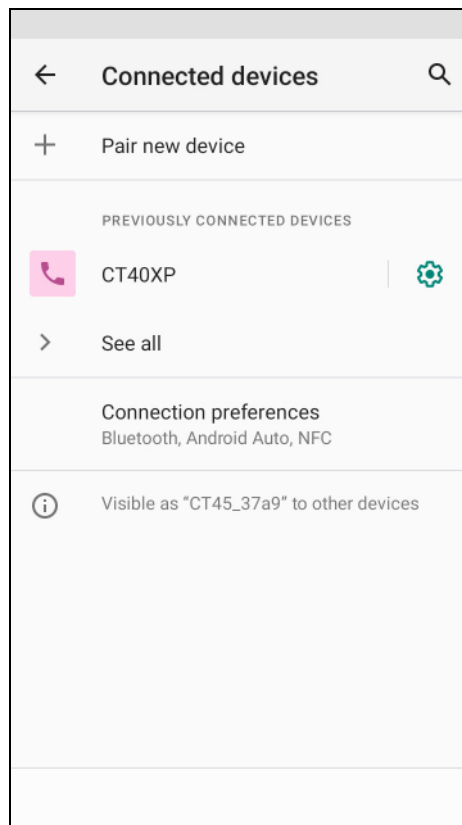 Connected devices
Pair new device
PREVIOUSLY CONNECTED DEVICES
CT40XP
See all
Connection preferences
Bluetooth, Android Auto, NFC
Visible as “CT45_37a9” to other devices